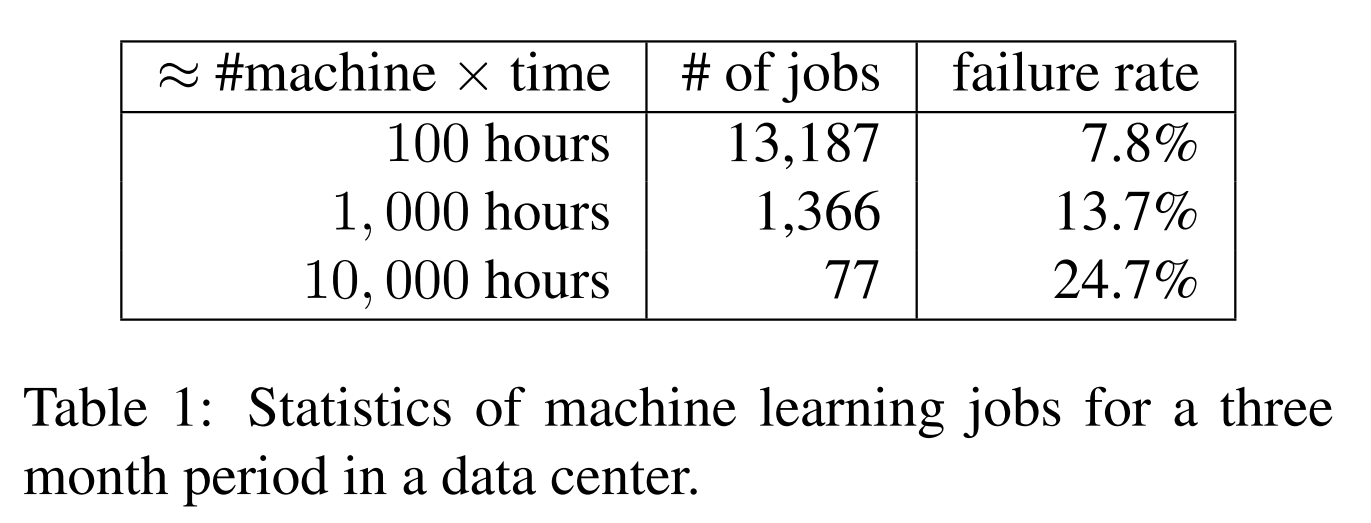 ≈ #machine × time # of jobs failure rate
100 hours 13,187 7.8%
1, 000 hours 1,366 13.7%
10, 000 hours 77 24.7%
Table 1: Statistics of machine learning jobs for a three
month period in a data center.